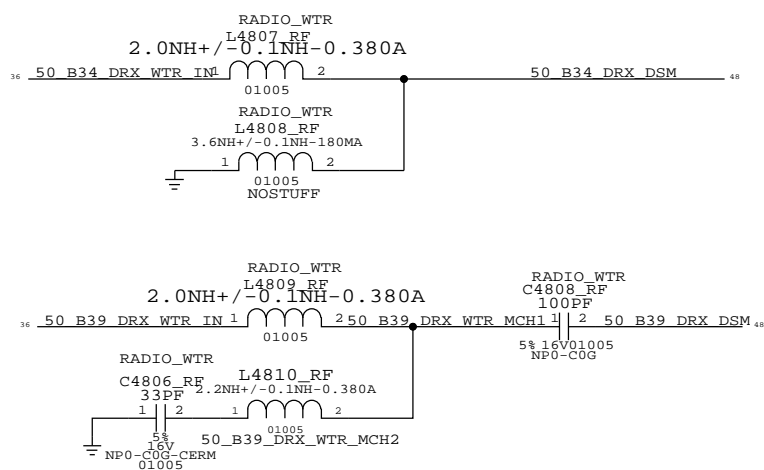 RADIO_WTR
L4807_RF
2.0NH+/-0.1NH-0.380A
36 50_B34_DRX_WTR_IN 1 2 50_B34_DRX_DSM 48
01005
RADIO_WTR
L4808_RF
3.6NH+/-0.1NH-180MA
1 2
01005
NOSTUFF
RADIO_WTR
L4809_RF
2.0NH+/-0.1NH-0.380A
RADIO_WTR
C4808_RF
100PF
36 50_B39_DRX_WTR_IN 1 2 50_B39_DRX_WTR_MCH1 1 2 50_B39_DRX_DSM 48
01005
5% 16V 01005
NP0-C0G
RADIO_WTR
C4806_RF
33PF
L4810_RF
2.2NH+/-0.1NH-0.380A
1 2 1 2
01005
50_B39_DRX_WTR_MCH2
5%
16V
NP0-C0G-CERM
01005